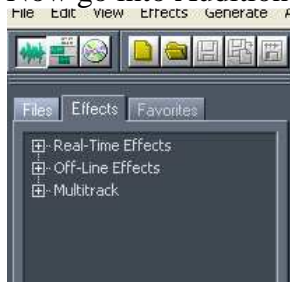 File Edit View Effects Generate
Files Effects Favorites
Real-Time Effects
Off-Line Effects
Multitrack